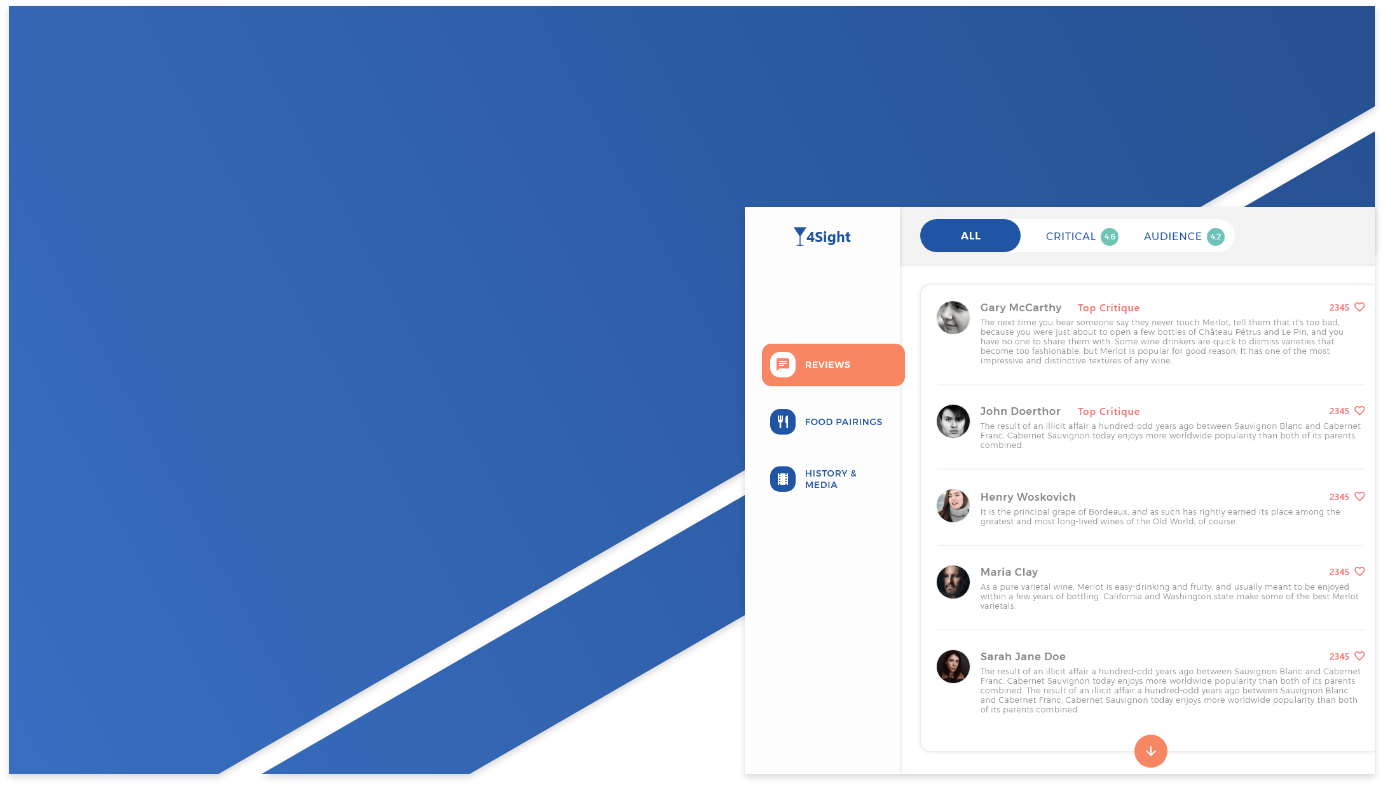 4Sight
ALL
CRITICAL 46
AUDIENCE 42
REVIEWS
FOOD PAIRINGS
HISTORY &
MEDIA
Gary McCarthy Top Critique 2345
The next time you hear someone say they never touch Merlot, tell them that it's too bad,
because you were just about to open a few bottles of Château Pétrus and Le Pin, and you
have no one to share them with. Some wine drinkers are quick to dismiss varieties that
become too fashionable, but Merlot is popular for good reason. It has one of the most
impressive and distinctive textures of any wine.
John Doerthor Top Critique 2345
The result of an illicit affair a hundred-odd years ago between Sauvignon Blanc and Cabernet
Franc, Cabernet Sauvignon today enjoys more worldwide popularity than both of its parents
combined.
Henry Woskovich 2345
It is the principal grape of Bordeaux, and as such has rightly earned its place among the
greatest and most long-lived wines of the Old World; of course.
Maria Clay 2345
As a pure varietal wine, Merlot is easy-drinking and fruity, and usually meant to be enjoyed
within a few years of bottling. California and Washington state make some of the best Merlot
varietals.
Sarah Jane Doe 2345
The result of an illicit affair a hundred-odd years ago between Sauvignon Blanc and Cabernet
Franc, Cabernet Sauvignon today enjoys more worldwide popularity than both of its parents
combined. The result of an illicit affair a hundred-odd years ago between Sauvignon Blanc
and Cabernet Franc, Cabernet Sauvignon today enjoys more worldwide popularity than both
of its parents combined.